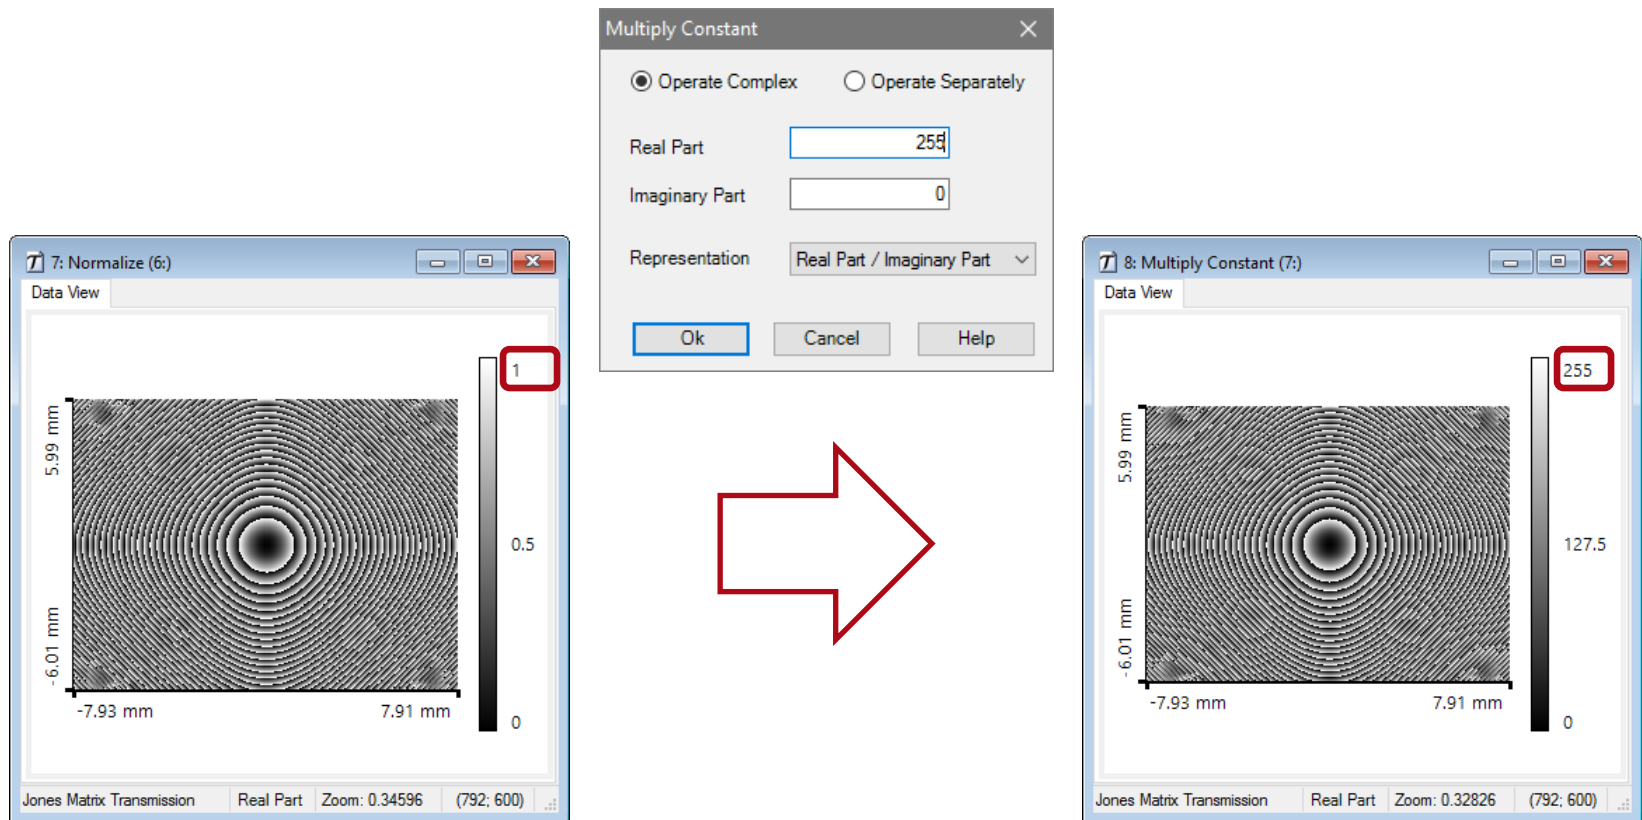 Multiply Constant
Operate Complex
Operate Separately
Real Part
255
Imaginary Part
0
Representation
Real Part / Imaginary Part
Ok
Cancel
Help
7: Normalize (6:)
Data View
1
0.5
0
5.99 mm
-6.01 mm
-7.93 mm
7.91 mm
Jones Matrix Transmission
Real Part
Zoom: 0.34596
(792; 600)
8: Multiply Constant (7:)
Data View
255
127.5
0
5.99 mm
-6.01 mm
-7.93 mm
7.91 mm
Jones Matrix Transmission
Real Part
Zoom: 0.32826
(792; 600)